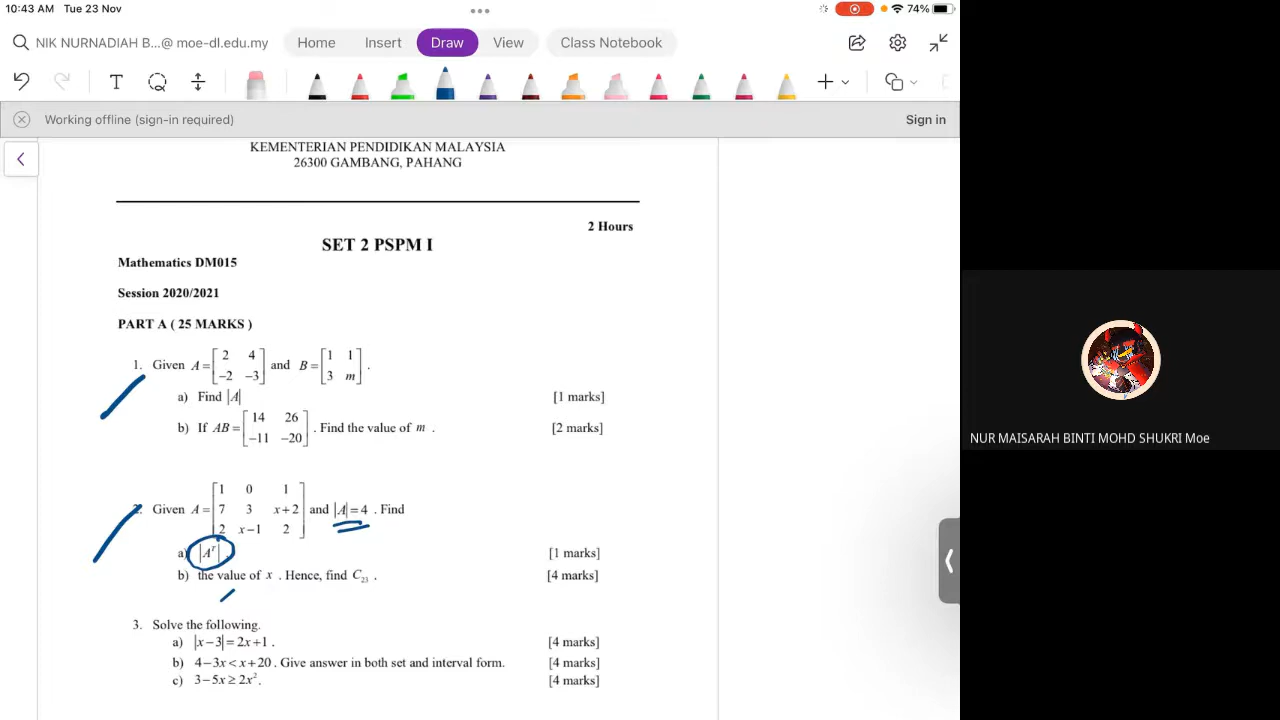 10:43 AM Tue 23 Nov
74%
NIK NURNADIAH B...@ moe-dl.edu.my
Home Insert Draw View Class Notebook
T
Working offline (sign-in required)
Sign in
KEMENTERIAN PENDIDIKAN MALAYSIA
26300 GAMBANG, PAHANG
2 Hours
SET 2 PSPM I
Mathematics DM015
Session 2020/2021
PART A ( 25 MARKS )
1. Given A = [2 4; −2 −3] and B = [1 1; 3 m] .
a) Find |A| [1 marks]
b) If AB = [14 26; −11 −20] . Find the value of m . [2 marks]
2. Given A = [1 0 1; 7 3 x+2; 2 x−1 2] and |A| = 4 . Find
a) |Aᵀ| . [1 marks]
b) the value of x . Hence, find C₂₃ . [4 marks]
3. Solve the following.
a) |x−3| = 2x+1 . [4 marks]
b) 4−3x < x+20 . Give answer in both set and interval form. [4 marks]
c) 3−5x ≥ 2x² . [4 marks]
NUR MAISARAH BINTI MOHD SHUKRI Moe